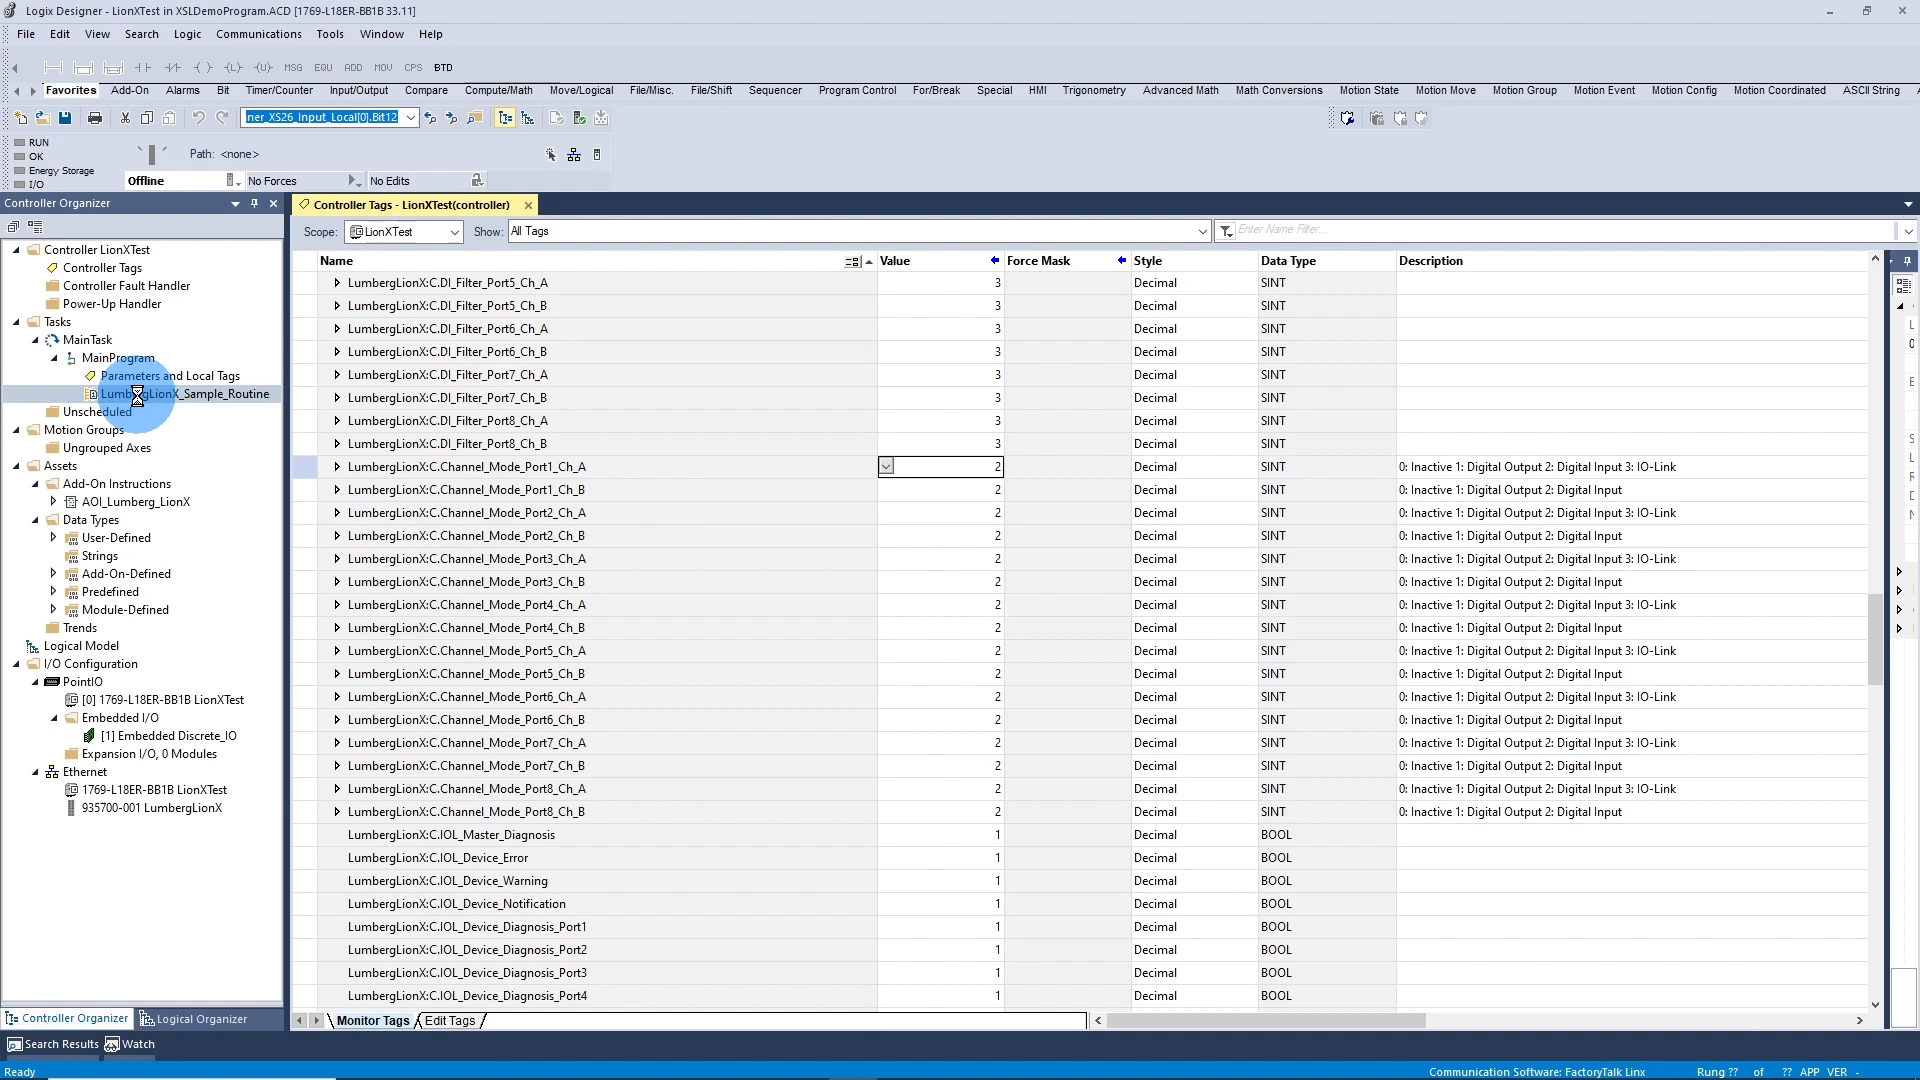 Logix Designer - LionXTest in XSLDemoProgram.ACD [1769-L18ER-BB1B 33.11]
File Edit View Search Logic Communications Tools Window Help
MSG EQU ADD MOV CPS BTD
Favorites Add-On Alarms Bit Timer/Counter Input/Output Compare Compute/Math Move/Logical File/Misc. File/Shift Sequencer Program Control For/Break Special HMI Trigonometry Advanced Math Math Conversions Motion State Motion Move Motion Group Motion Event Motion Config Motion Coordinated ASCII String
ner_XS26_Input_Local[0].Bit12
RUN
OK
Energy Storage
I/O
Path: <none>
Offline No Forces No Edits
Controller Organizer
Controller LionXTest
Controller Tags
Controller Fault Handler
Power-Up Handler
Tasks
MainTask
MainProgram
Parameters and Local Tags
LumbergLionX_Sample_Routine
Unscheduled
Motion Groups
Ungrouped Axes
Assets
Add-On Instructions
AOI_Lumberg_LionX
Data Types
User-Defined
Strings
Add-On-Defined
Predefined
Module-Defined
Trends
Logical Model
I/O Configuration
PointIO
[0] 1769-L18ER-BB1B LionXTest
Embedded I/O
[1] Embedded Discrete_IO
Expansion I/O, 0 Modules
Ethernet
1769-L18ER-BB1B LionXTest
935700-001 LumbergLionX
Controller Organizer Logical Organizer
Controller Tags - LionXTest(controller)
Scope: LionXTest Show: All Tags Enter Name Filter...
Name Value Force Mask Style Data Type Description
LumbergLionX:C.DI_Filter_Port5_Ch_A 3 Decimal SINT
LumbergLionX:C.DI_Filter_Port5_Ch_B 3 Decimal SINT
LumbergLionX:C.DI_Filter_Port6_Ch_A 3 Decimal SINT
LumbergLionX:C.DI_Filter_Port6_Ch_B 3 Decimal SINT
LumbergLionX:C.DI_Filter_Port7_Ch_A 3 Decimal SINT
LumbergLionX:C.DI_Filter_Port7_Ch_B 3 Decimal SINT
LumbergLionX:C.DI_Filter_Port8_Ch_A 3 Decimal SINT
LumbergLionX:C.DI_Filter_Port8_Ch_B 3 Decimal SINT
LumbergLionX:C.Channel_Mode_Port1_Ch_A 2 Decimal SINT 0: Inactive 1: Digital Output 2: Digital Input 3: IO-Link
LumbergLionX:C.Channel_Mode_Port1_Ch_B 2 Decimal SINT 0: Inactive 1: Digital Output 2: Digital Input
LumbergLionX:C.Channel_Mode_Port2_Ch_A 2 Decimal SINT 0: Inactive 1: Digital Output 2: Digital Input 3: IO-Link
LumbergLionX:C.Channel_Mode_Port2_Ch_B 2 Decimal SINT 0: Inactive 1: Digital Output 2: Digital Input
LumbergLionX:C.Channel_Mode_Port3_Ch_A 2 Decimal SINT 0: Inactive 1: Digital Output 2: Digital Input 3: IO-Link
LumbergLionX:C.Channel_Mode_Port3_Ch_B 2 Decimal SINT 0: Inactive 1: Digital Output 2: Digital Input
LumbergLionX:C.Channel_Mode_Port4_Ch_A 2 Decimal SINT 0: Inactive 1: Digital Output 2: Digital Input 3: IO-Link
LumbergLionX:C.Channel_Mode_Port4_Ch_B 2 Decimal SINT 0: Inactive 1: Digital Output 2: Digital Input
LumbergLionX:C.Channel_Mode_Port5_Ch_A 2 Decimal SINT 0: Inactive 1: Digital Output 2: Digital Input 3: IO-Link
LumbergLionX:C.Channel_Mode_Port5_Ch_B 2 Decimal SINT 0: Inactive 1: Digital Output 2: Digital Input
LumbergLionX:C.Channel_Mode_Port6_Ch_A 2 Decimal SINT 0: Inactive 1: Digital Output 2: Digital Input 3: IO-Link
LumbergLionX:C.Channel_Mode_Port6_Ch_B 2 Decimal SINT 0: Inactive 1: Digital Output 2: Digital Input
LumbergLionX:C.Channel_Mode_Port7_Ch_A 2 Decimal SINT 0: Inactive 1: Digital Output 2: Digital Input 3: IO-Link
LumbergLionX:C.Channel_Mode_Port7_Ch_B 2 Decimal SINT 0: Inactive 1: Digital Output 2: Digital Input
LumbergLionX:C.Channel_Mode_Port8_Ch_A 2 Decimal SINT 0: Inactive 1: Digital Output 2: Digital Input 3: IO-Link
LumbergLionX:C.Channel_Mode_Port8_Ch_B 2 Decimal SINT 0: Inactive 1: Digital Output 2: Digital Input
LumbergLionX:C.IOL_Master_Diagnosis 1 Decimal BOOL
LumbergLionX:C.IOL_Device_Error 1 Decimal BOOL
LumbergLionX:C.IOL_Device_Warning 1 Decimal BOOL
LumbergLionX:C.IOL_Device_Notification 1 Decimal BOOL
LumbergLionX:C.IOL_Device_Diagnosis_Port1 1 Decimal BOOL
LumbergLionX:C.IOL_Device_Diagnosis_Port2 1 Decimal BOOL
LumbergLionX:C.IOL_Device_Diagnosis_Port3 1 Decimal BOOL
LumbergLionX:C.IOL_Device_Diagnosis_Port4 1 Decimal BOOL
Monitor Tags Edit Tags
Search Results Watch
Ready Communication Software: FactoryTalk Linx Rung ?? of ?? APP VER -